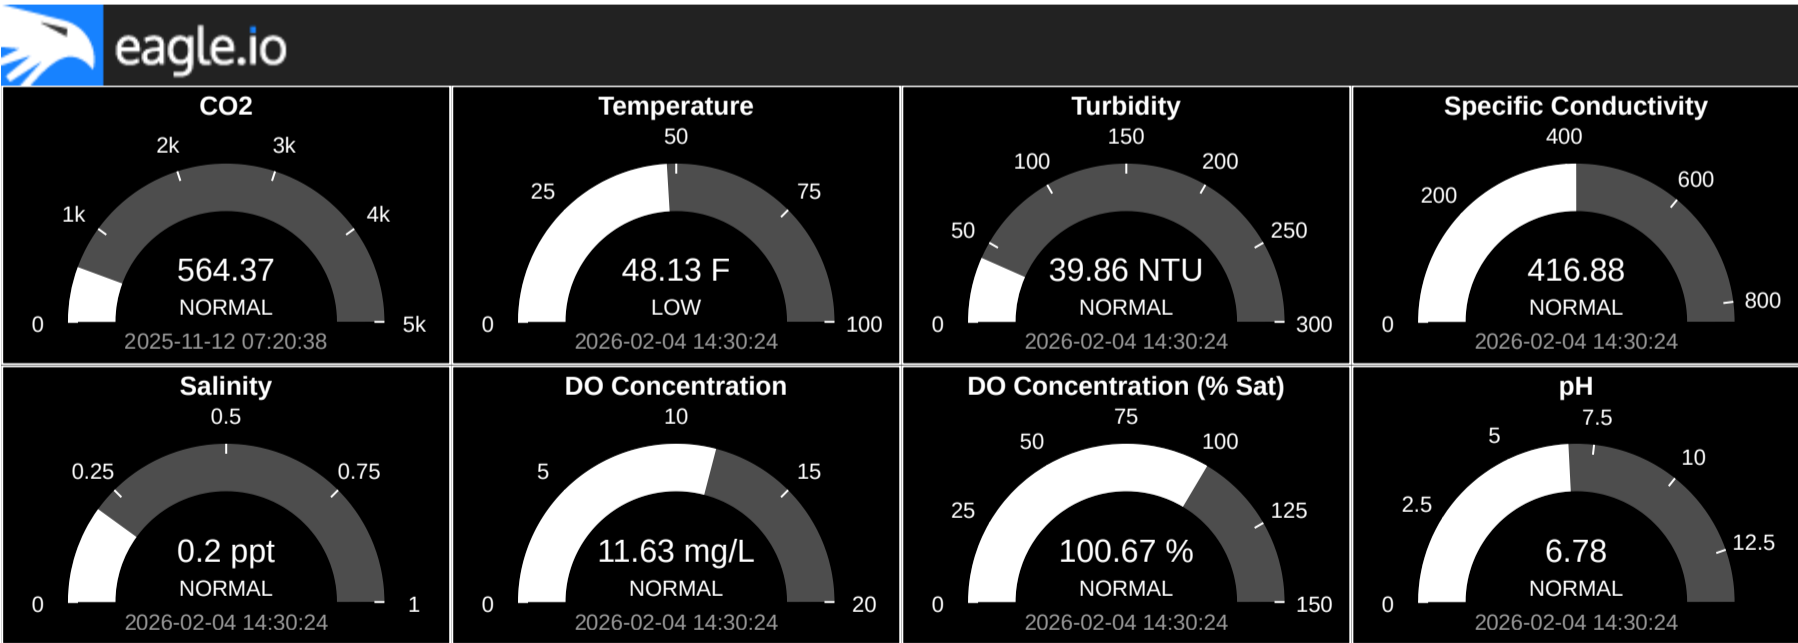 eagle.io
CO2
0
1k
2k
3k
4k
5k
564.37
NORMAL
2025-11-12 07:20:38
Temperature
0
25
50
75
100
48.13 F
LOW
2026-02-04 14:30:24
Turbidity
0
50
100
150
200
250
300
39.86 NTU
NORMAL
2026-02-04 14:30:24
Specific Conductivity
0
200
400
600
800
416.88
NORMAL
2026-02-04 14:30:24
Salinity
0
0.25
0.5
0.75
1
0.2 ppt
NORMAL
2026-02-04 14:30:24
DO Concentration
0
5
10
15
20
11.63 mg/L
NORMAL
2026-02-04 14:30:24
DO Concentration (% Sat)
0
25
50
75
100
125
150
100.67 %
NORMAL
2026-02-04 14:30:24
pH
0
2.5
5
7.5
10
12.5
6.78
NORMAL
2026-02-04 14:30:24